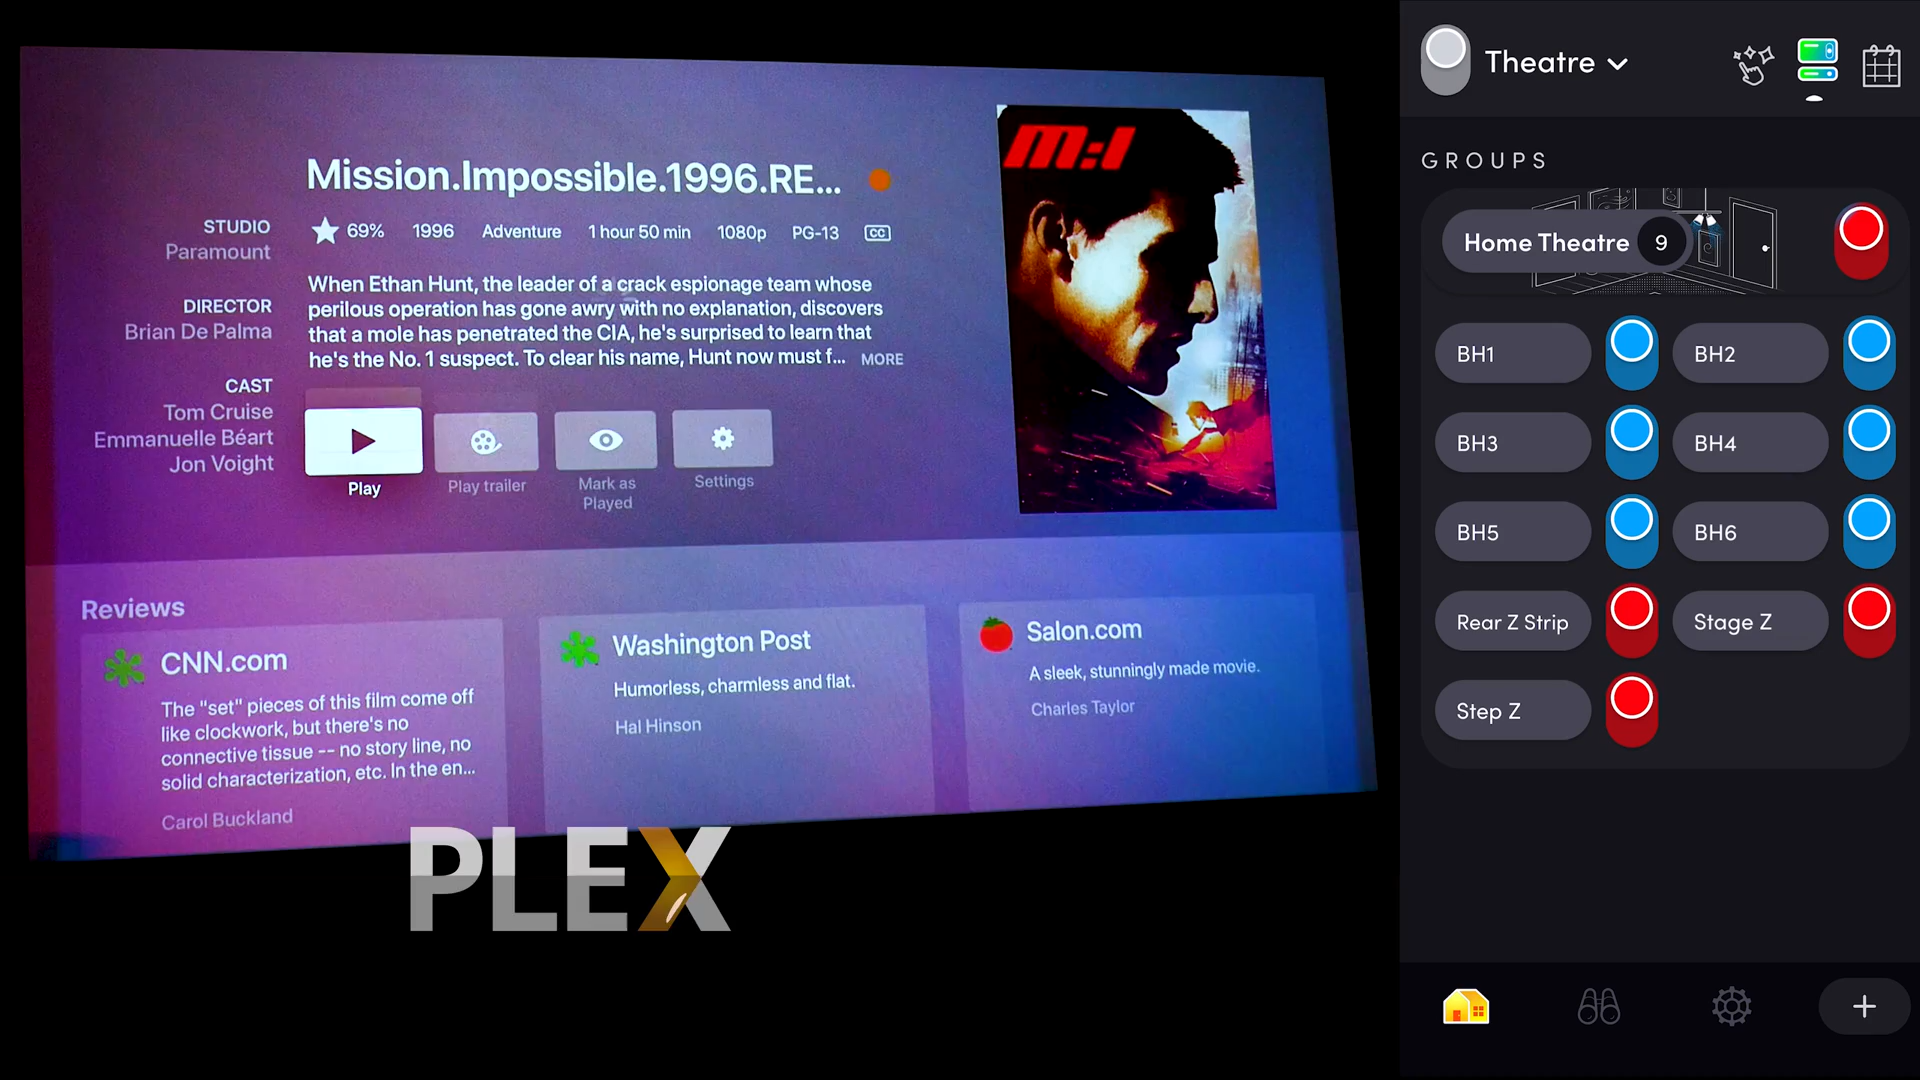 Mission.Impossible.1996.RE...
STUDIO
Paramount
DIRECTOR
Brian De Palma
CAST
Tom Cruise
Emmanuelle Béart
Jon Voight
69% 1996 Adventure 1 hour 50 min 1080p PG-13 CC
When Ethan Hunt, the leader of a crack espionage team whose
perilous operation has gone awry with no explanation, discovers
that a mole has penetrated the CIA, he's surprised to learn that
he's the No. 1 suspect. To clear his name, Hunt now must f... MORE
Play
Play trailer
Mark as
Played
Settings
M:I
Reviews
CNN.com
The "set" pieces of this film come off
like clockwork, but there's no
connective tissue -- no story line, no
solid characterization, etc. In the en...
Carol Buckland
Washington Post
Humorless, charmless and flat.
Hal Hinson
Salon.com
A sleek, stunningly made movie.
Charles Taylor
PLEX
Theatre
GROUPS
Home Theatre 9
BH1
BH2
BH3
BH4
BH5
BH6
Rear Z Strip
Stage Z
Step Z